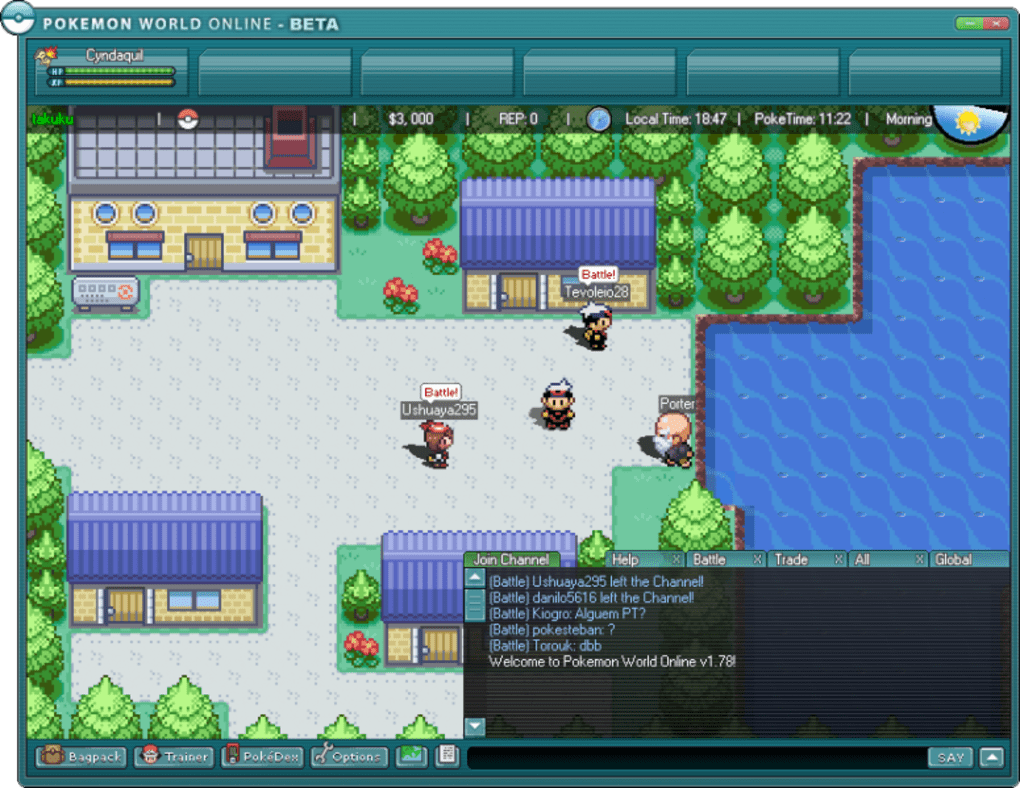 POKEMON WORLD ONLINE - BETA
Cyndaquil
HP
XP
takuku | | $3,000 | REP: 0 | Local Time: 18:47 | PokeTime: 11:22 | Morning
Battle!
Tevoleio28
Battle!
Ushuaya295
Porter
Join Channel Help X Battle X Trade X All X Global
(Battle) Ushuaya295 left the Channel!
(Battle) danilo5616 left the Channel!
(Battle) Kiogro: Alguem PT?
(Battle) pokesteban: ?
(Battle) Torouk: dbb
Welcome to Pokemon World Online v1.78!
Bagpack Trainer PokéDex Options SAY